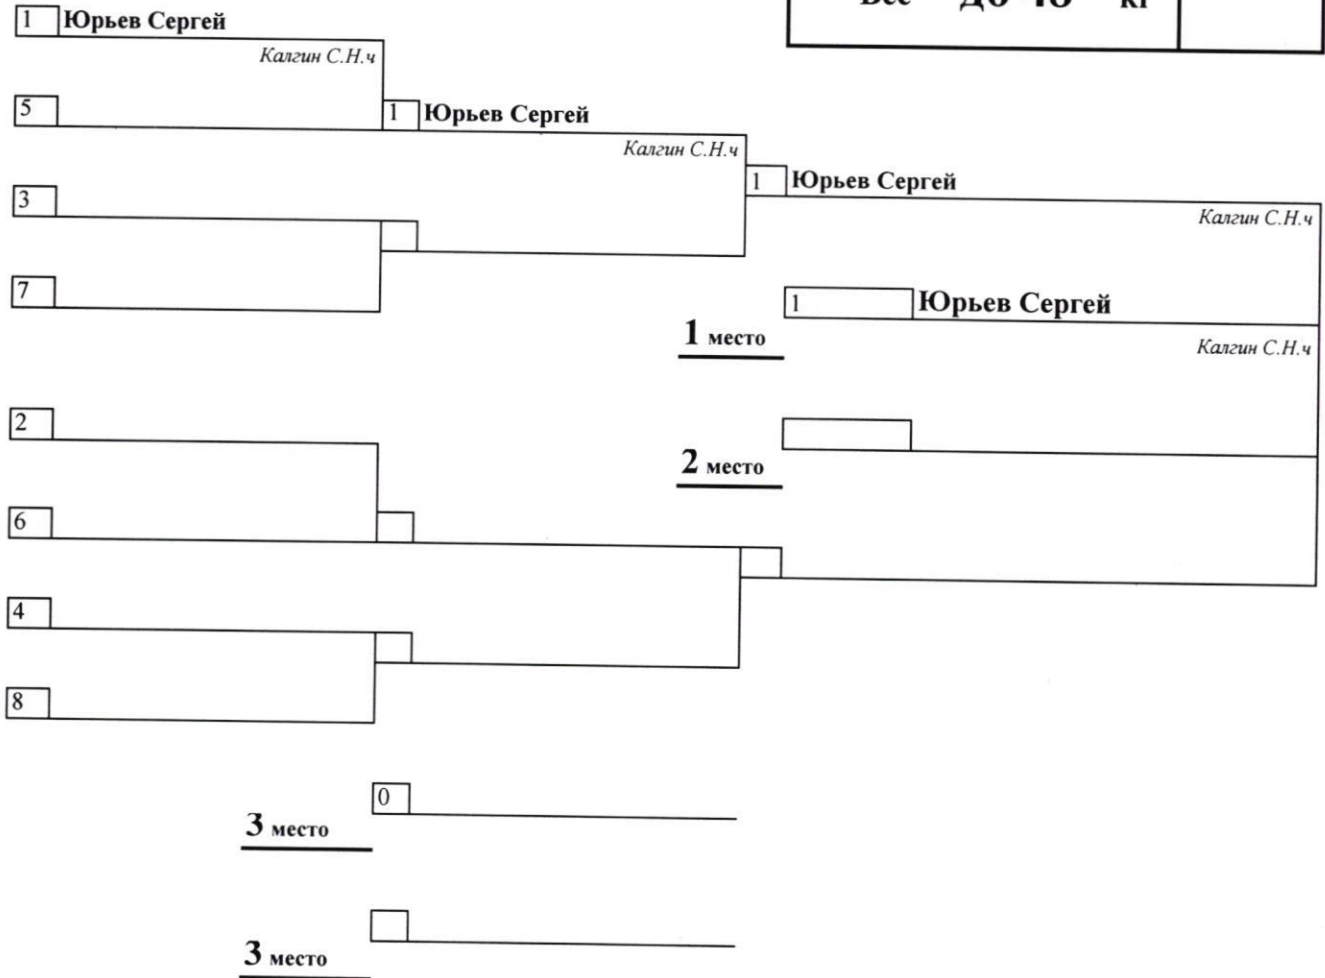 Вес до 48 кг
1 Юрьев Сергей
Калгин С.Н.ч
5
1 Юрьев Сергей
Калгин С.Н.ч
3
1 Юрьев Сергей
Калгин С.Н.ч
7
1 Юрьев Сергей
1 место
Калгин С.Н.ч
2
2 место
6
4
8
0
3 место
3 место